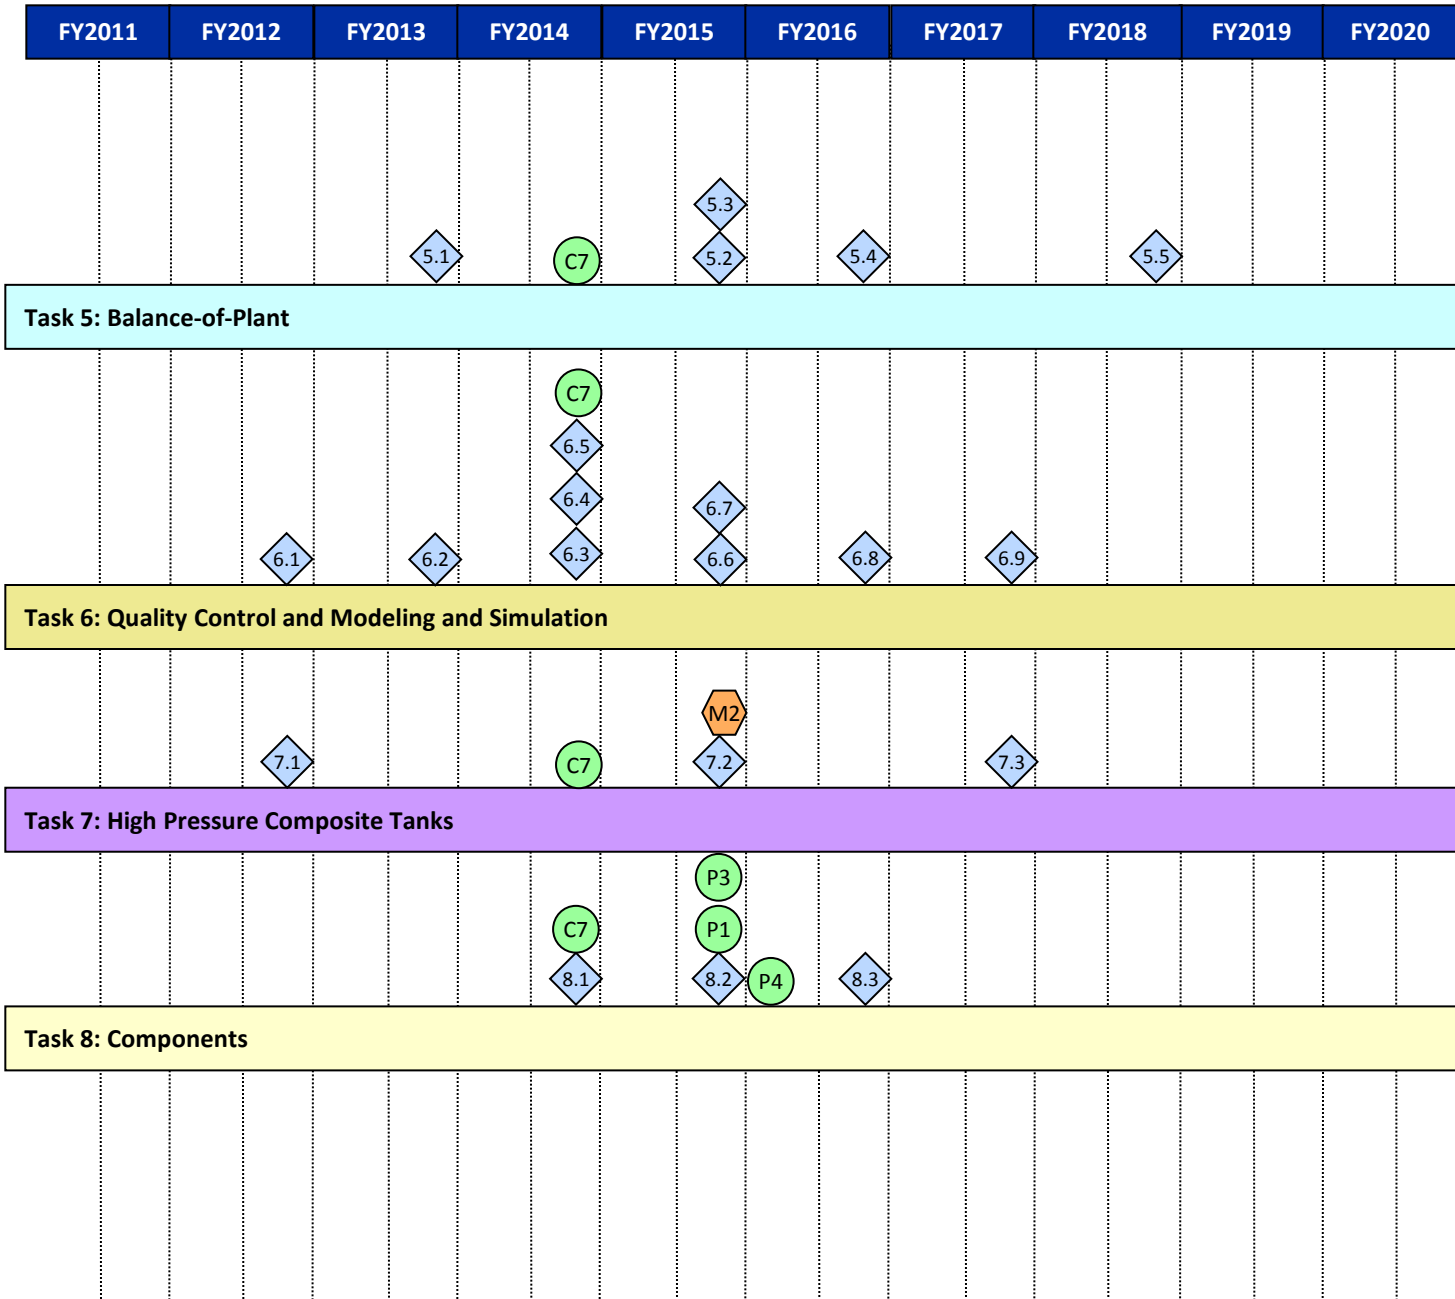 FY2011 FY2012 FY2013 FY2014 FY2015 FY2016 FY2017 FY2018 FY2019 FY2020
5.3
5.1 C7 5.2 5.4 5.5
Task 5: Balance-of-Plant
C7
6.5
6.4 6.7
6.1 6.2 6.3 6.6 6.8 6.9
Task 6: Quality Control and Modeling and Simulation
M2
7.1 C7 7.2 7.3
Task 7: High Pressure Composite Tanks
P3
C7 P1
8.1 8.2 P4 8.3
Task 8: Components